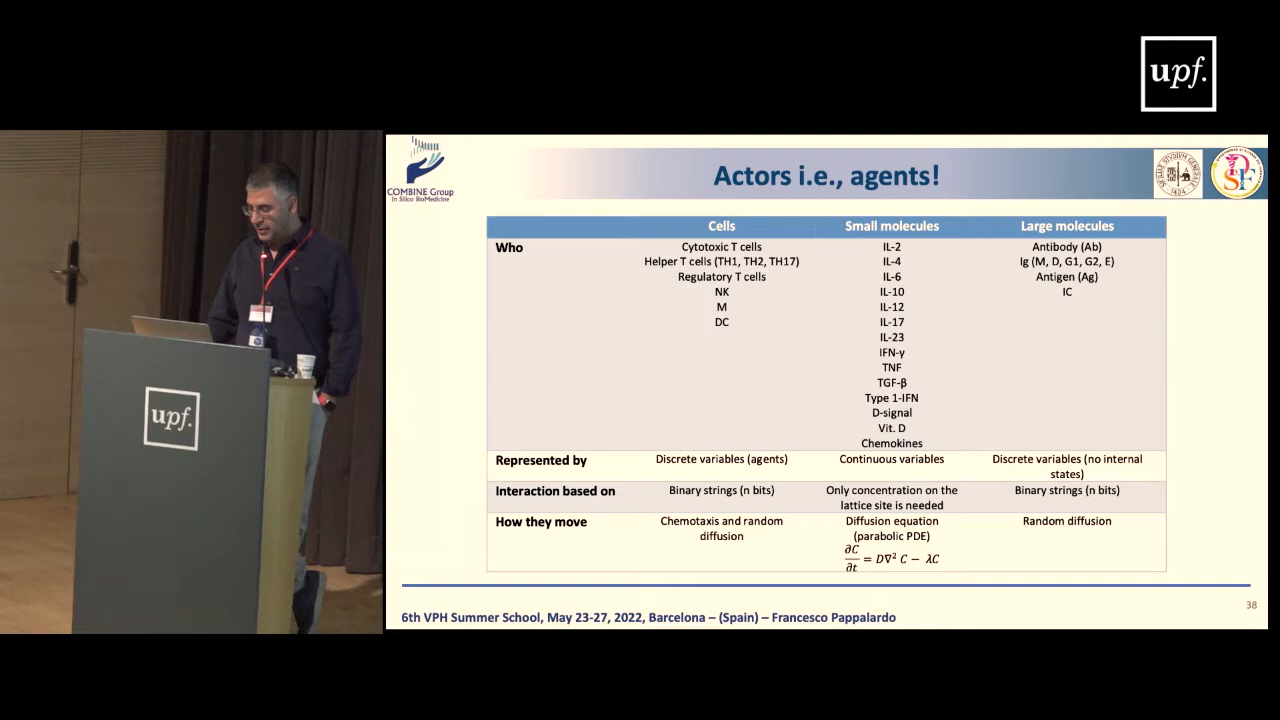 upf.
upf.
COMBINE Group
In Silico BioMedicine
Actors i.e., agents!
Cells
Small molecules
Large molecules
Who
Cytotoxic T cells
Helper T cells (TH1, TH2, TH17)
Regulatory T cells
NK
M
DC
IL-2
IL-4
IL-6
IL-10
IL-12
IL-17
IL-23
IFN-γ
TNF
TGF-β
Type 1-IFN
D-signal
Vit. D
Chemokines
Antibody (Ab)
Ig (M, D, G1, G2, E)
Antigen (Ag)
IC
Represented by
Discrete variables (agents)
Continuous variables
Discrete variables (no internal
states)
Interaction based on
Binary strings (n bits)
Only concentration on the
lattice site is needed
Binary strings (n bits)
How they move
Chemotaxis and random
diffusion
Diffusion equation
(parabolic PDE)
∂C/∂t = D∇² C − λC
Random diffusion
38
6th VPH Summer School, May 23-27, 2022, Barcelona – (Spain) – Francesco Pappalardo